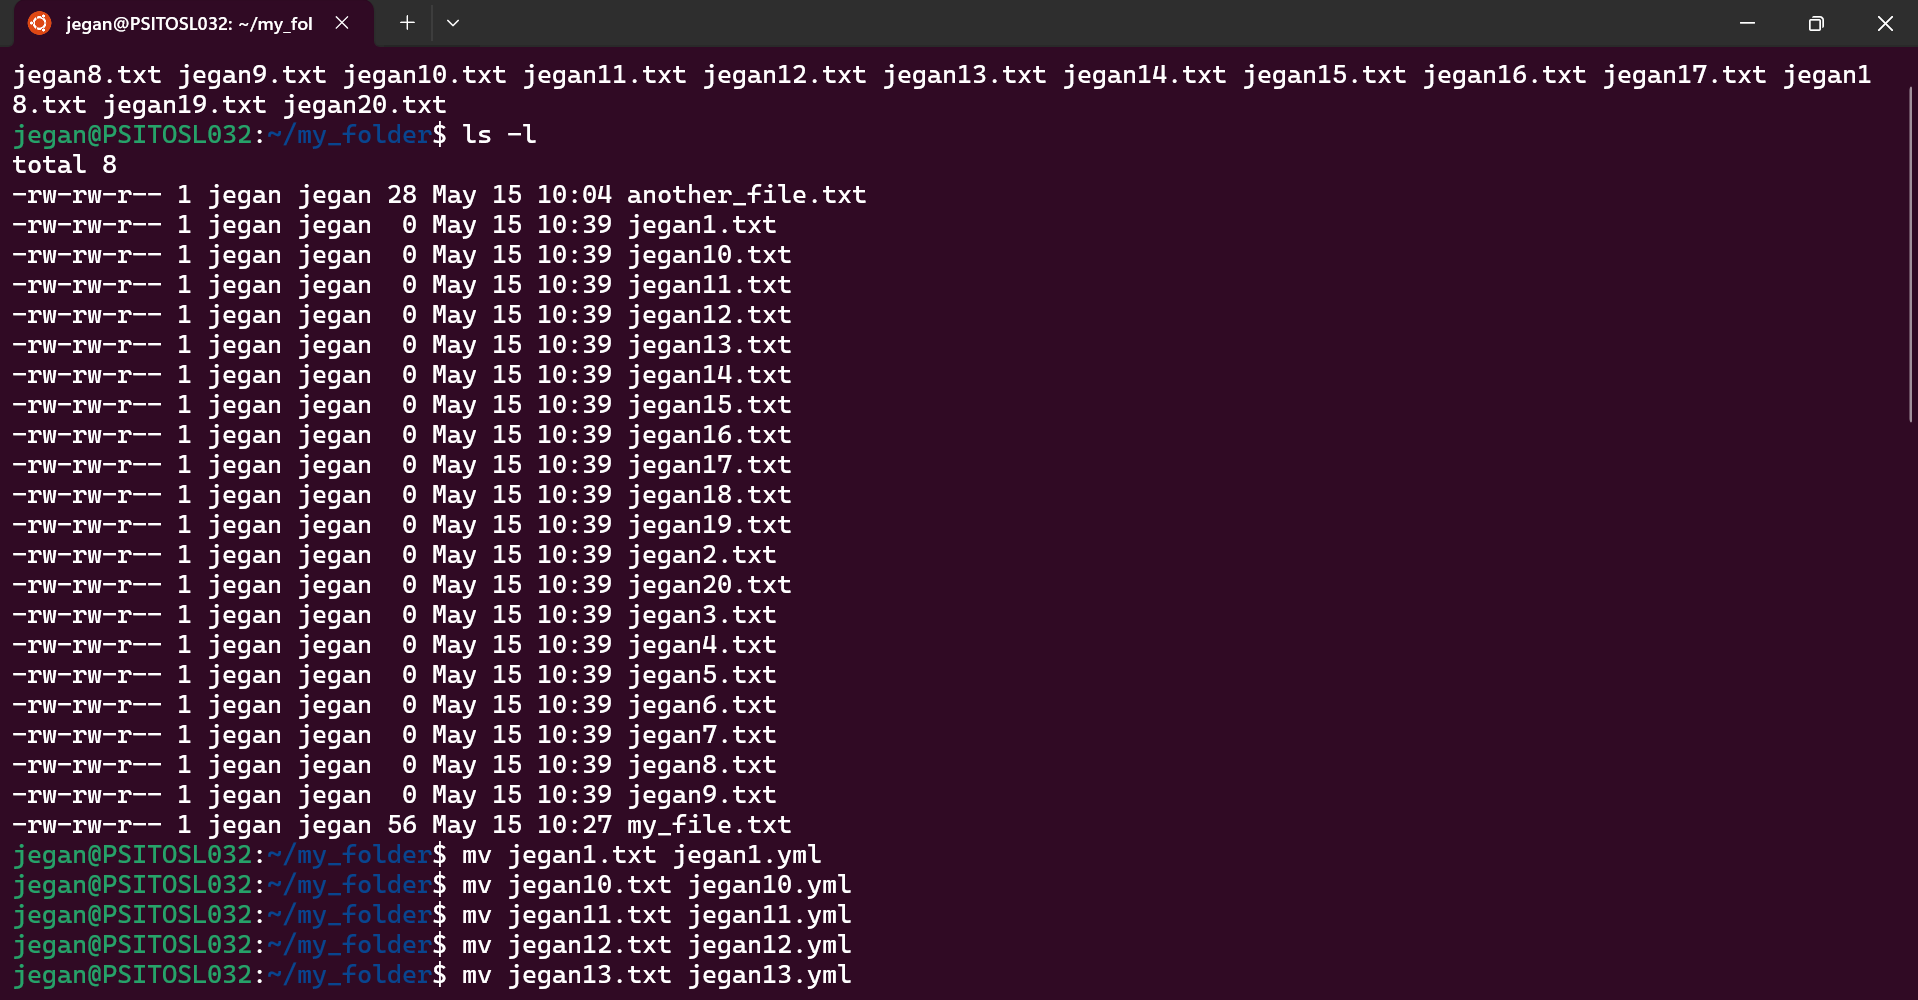 jegan@PSITOSL032: ~/my_fol
jegan8.txt jegan9.txt jegan10.txt jegan11.txt jegan12.txt jegan13.txt jegan14.txt jegan15.txt jegan16.txt jegan17.txt jegan1
8.txt jegan19.txt jegan20.txt
jegan@PSITOSL032:~/my_folder$ ls -l
total 8
-rw-rw-r-- 1 jegan jegan 28 May 15 10:04 another_file.txt
-rw-rw-r-- 1 jegan jegan  0 May 15 10:39 jegan1.txt
-rw-rw-r-- 1 jegan jegan  0 May 15 10:39 jegan10.txt
-rw-rw-r-- 1 jegan jegan  0 May 15 10:39 jegan11.txt
-rw-rw-r-- 1 jegan jegan  0 May 15 10:39 jegan12.txt
-rw-rw-r-- 1 jegan jegan  0 May 15 10:39 jegan13.txt
-rw-rw-r-- 1 jegan jegan  0 May 15 10:39 jegan14.txt
-rw-rw-r-- 1 jegan jegan  0 May 15 10:39 jegan15.txt
-rw-rw-r-- 1 jegan jegan  0 May 15 10:39 jegan16.txt
-rw-rw-r-- 1 jegan jegan  0 May 15 10:39 jegan17.txt
-rw-rw-r-- 1 jegan jegan  0 May 15 10:39 jegan18.txt
-rw-rw-r-- 1 jegan jegan  0 May 15 10:39 jegan19.txt
-rw-rw-r-- 1 jegan jegan  0 May 15 10:39 jegan2.txt
-rw-rw-r-- 1 jegan jegan  0 May 15 10:39 jegan20.txt
-rw-rw-r-- 1 jegan jegan  0 May 15 10:39 jegan3.txt
-rw-rw-r-- 1 jegan jegan  0 May 15 10:39 jegan4.txt
-rw-rw-r-- 1 jegan jegan  0 May 15 10:39 jegan5.txt
-rw-rw-r-- 1 jegan jegan  0 May 15 10:39 jegan6.txt
-rw-rw-r-- 1 jegan jegan  0 May 15 10:39 jegan7.txt
-rw-rw-r-- 1 jegan jegan  0 May 15 10:39 jegan8.txt
-rw-rw-r-- 1 jegan jegan  0 May 15 10:39 jegan9.txt
-rw-rw-r-- 1 jegan jegan 56 May 15 10:27 my_file.txt
jegan@PSITOSL032:~/my_folder$ mv jegan1.txt jegan1.yml
jegan@PSITOSL032:~/my_folder$ mv jegan10.txt jegan10.yml
jegan@PSITOSL032:~/my_folder$ mv jegan11.txt jegan11.yml
jegan@PSITOSL032:~/my_folder$ mv jegan12.txt jegan12.yml
jegan@PSITOSL032:~/my_folder$ mv jegan13.txt jegan13.yml